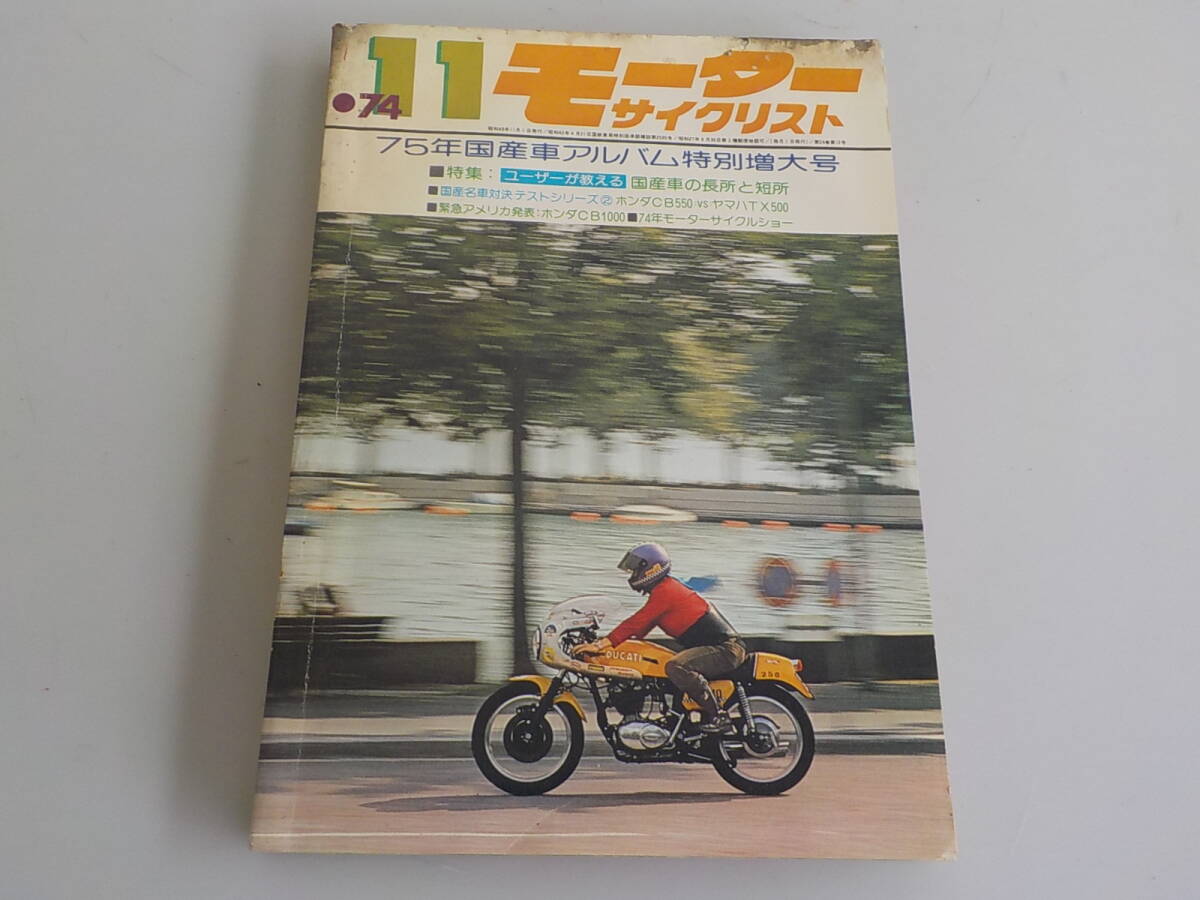 11
●74
モーター
サイクリスト
75年国産車アルバム特別増大号
■特集：ユーザーが教える 国産車の長所と短所
■国産名車対決テストシリーズ② ホンダCB550 vs ヤマハTX500
■緊急アメリカ発表：ホンダCB1000 ■74年モーターサイクルショー
DUCATI
250